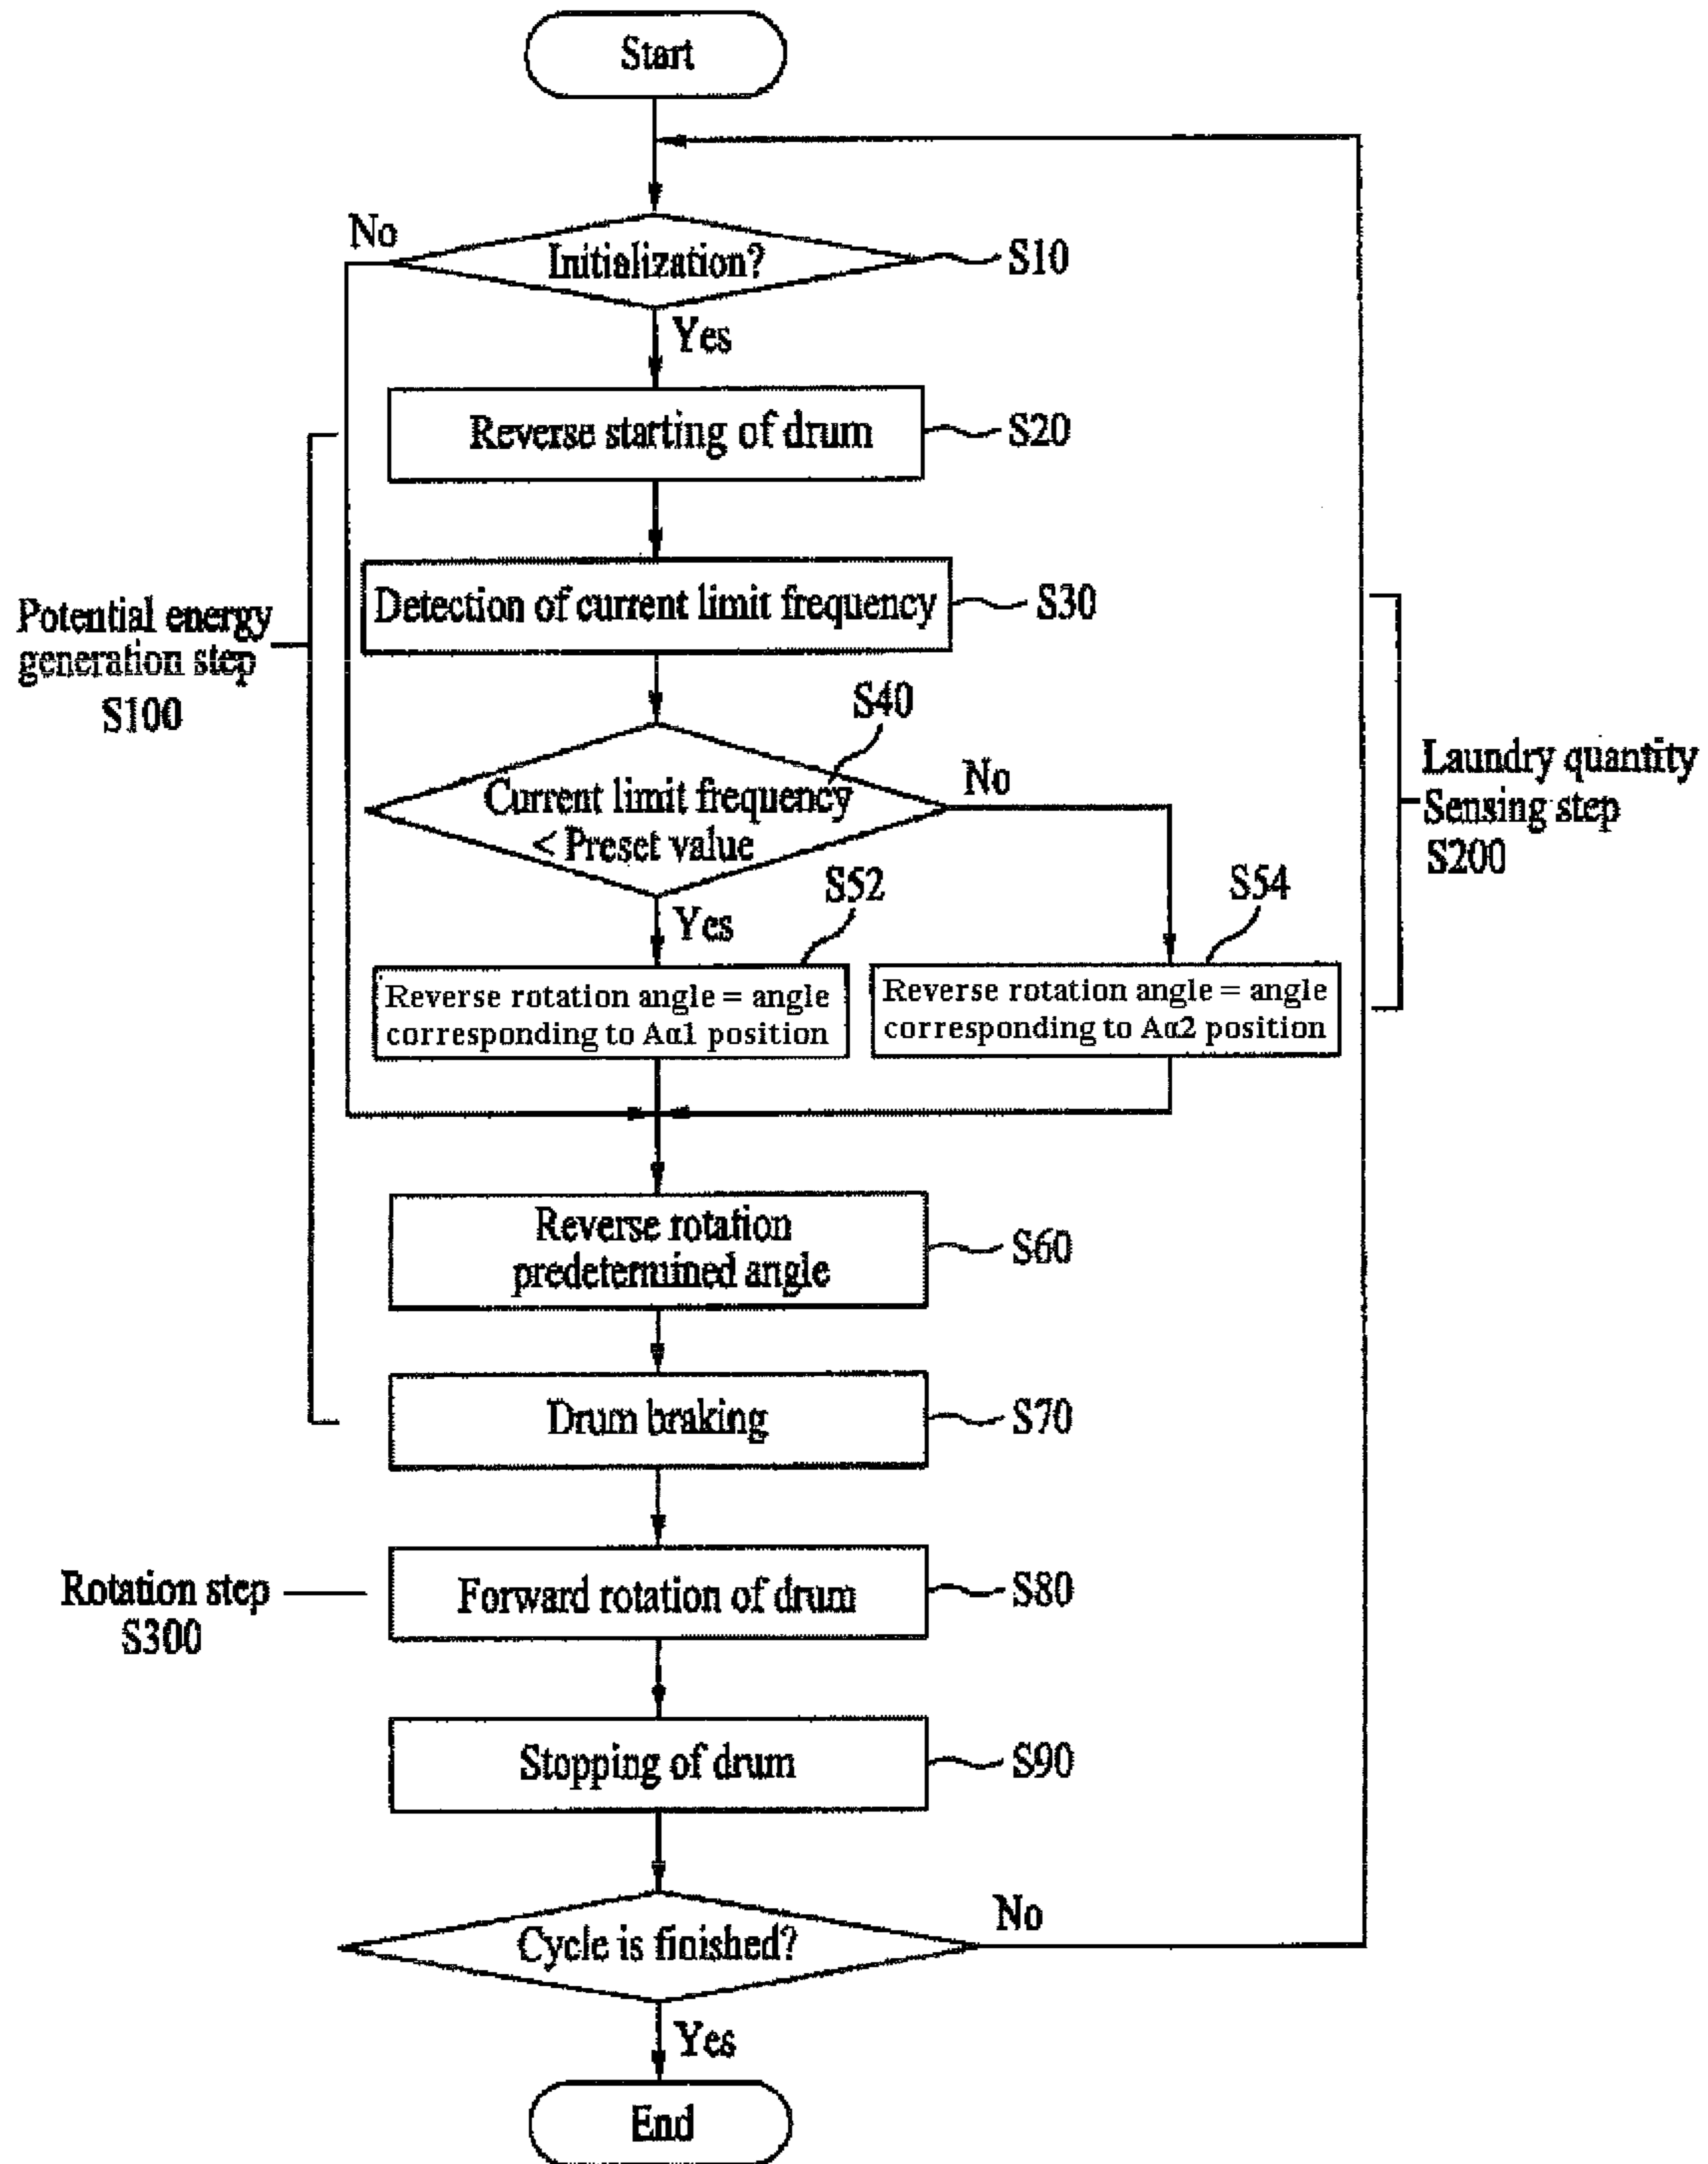 Start
No
Initialization?
S10
Yes
Reverse starting of drum
S20
Detection of current limit frequency
S30
Potential energy
generation step
S100
S40
Current limit frequency
< Preset value
No
Laundry quantity
Sensing step
S200
Yes
S52
S54
Reverse rotation angle = angle
corresponding to Aα1 position
Reverse rotation angle = angle
corresponding to Aα2 position
Reverse rotation
predetermined angle
S60
Drum braking
S70
Rotation step
S300
Forward rotation of drum
S80
Stopping of drum
S90
Cycle is finished?
No
Yes
End